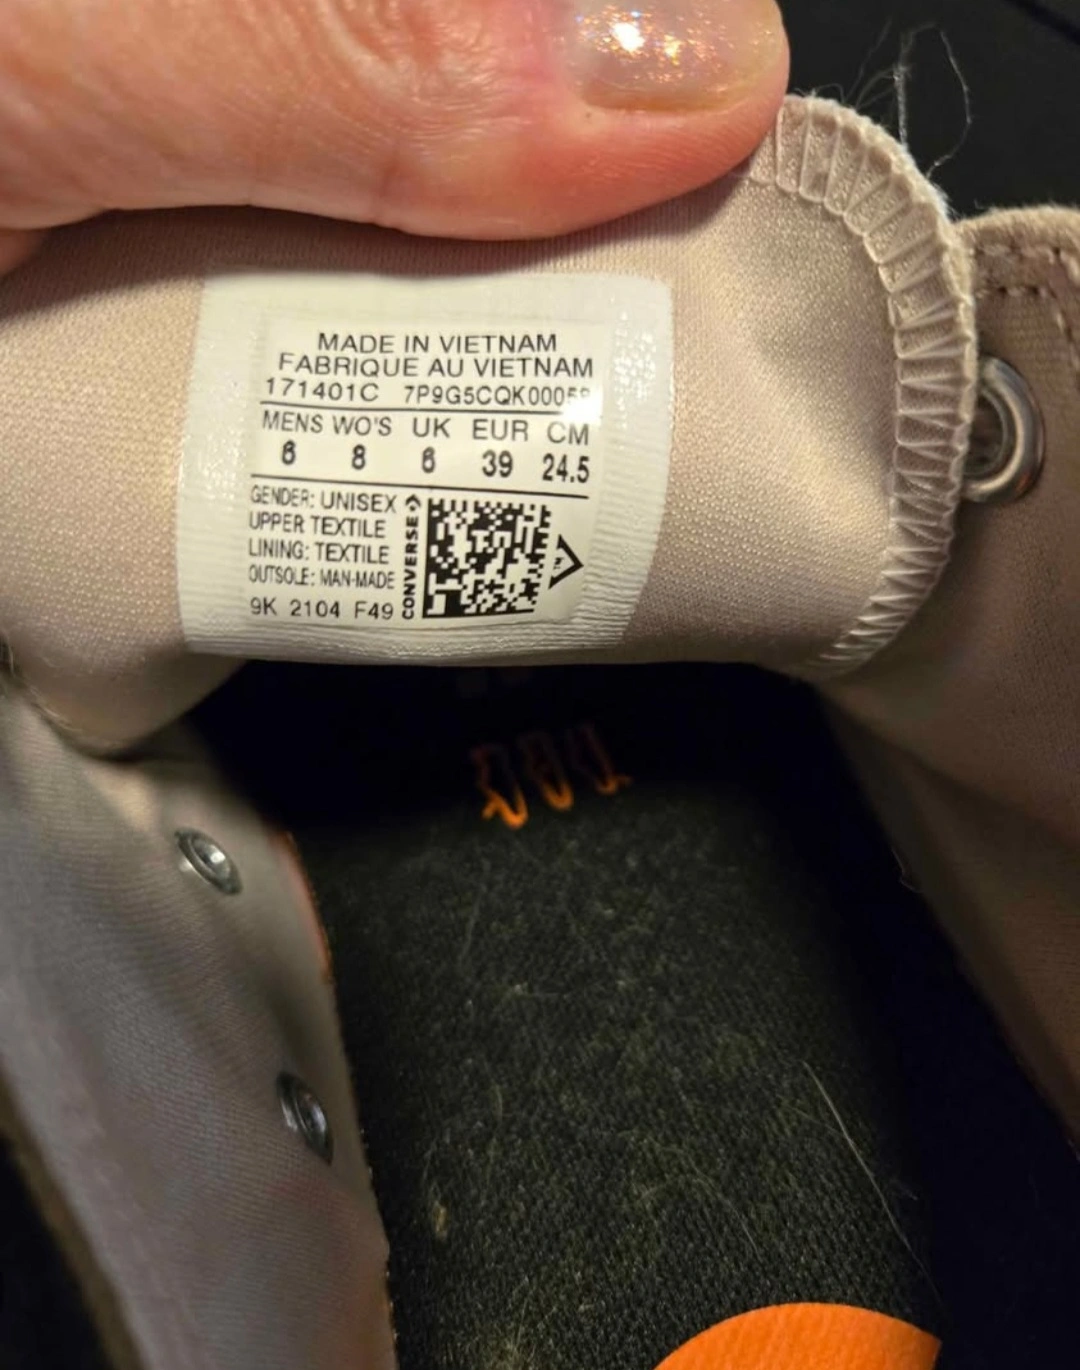 MADE IN VIETNAM
FABRIQUE AU VIETNAM
171401C 7P9G5CQK00058
MENS WO'S UK EUR CM
6 8 6 39 24.5
GENDER: UNISEX
UPPER TEXTILE
LINING: TEXTILE
OUTSOLE: MAN-MADE
9K 2104 F49
CONVERSE